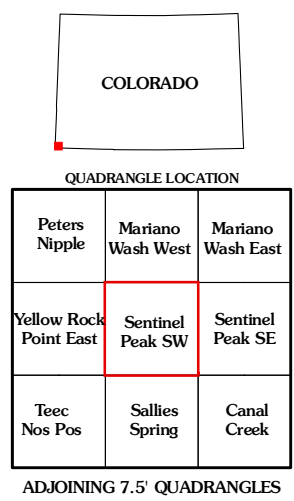 COLORADO
QUADRANGLE LOCATION
Peters
Nipple
Mariano
Wash West
Mariano
Wash East
Yellow Rock
Point East
Sentinel
Peak SW
Sentinel
Peak SE
Teec
Nos Pos
Sallies
Spring
Canal
Creek
ADJOINING 7.5' QUADRANGLES